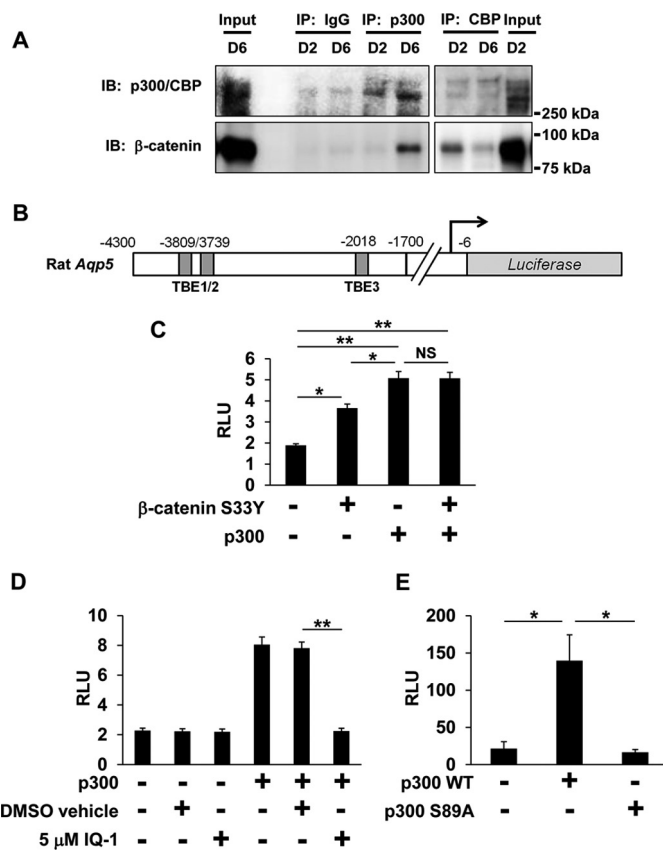 A
Input
IP: IgG
IP: p300
IP: CBP
Input
D6
D2 D6
D2 D6
D2 D6
D2
IB: p300/CBP
250 kDa
IB: β-catenin
100 kDa
75 kDa
B
-4300
-3809/3739
-2018
-1700
-6
Rat Aqp5
Luciferase
TBE1/2
TBE3
C
**
**
* NS
*
6
5
4
3
2
1
0
RLU
β-catenin S33Y - + - +
p300 - - + +
D
10
8
6
4
2
0
RLU
**
p300 - - - + + +
DMSO vehicle - + - - + -
5 μM IQ-1 - - + - - +
E
200
150
100
50
0
RLU
* *
p300 WT - + -
p300 S89A - - +